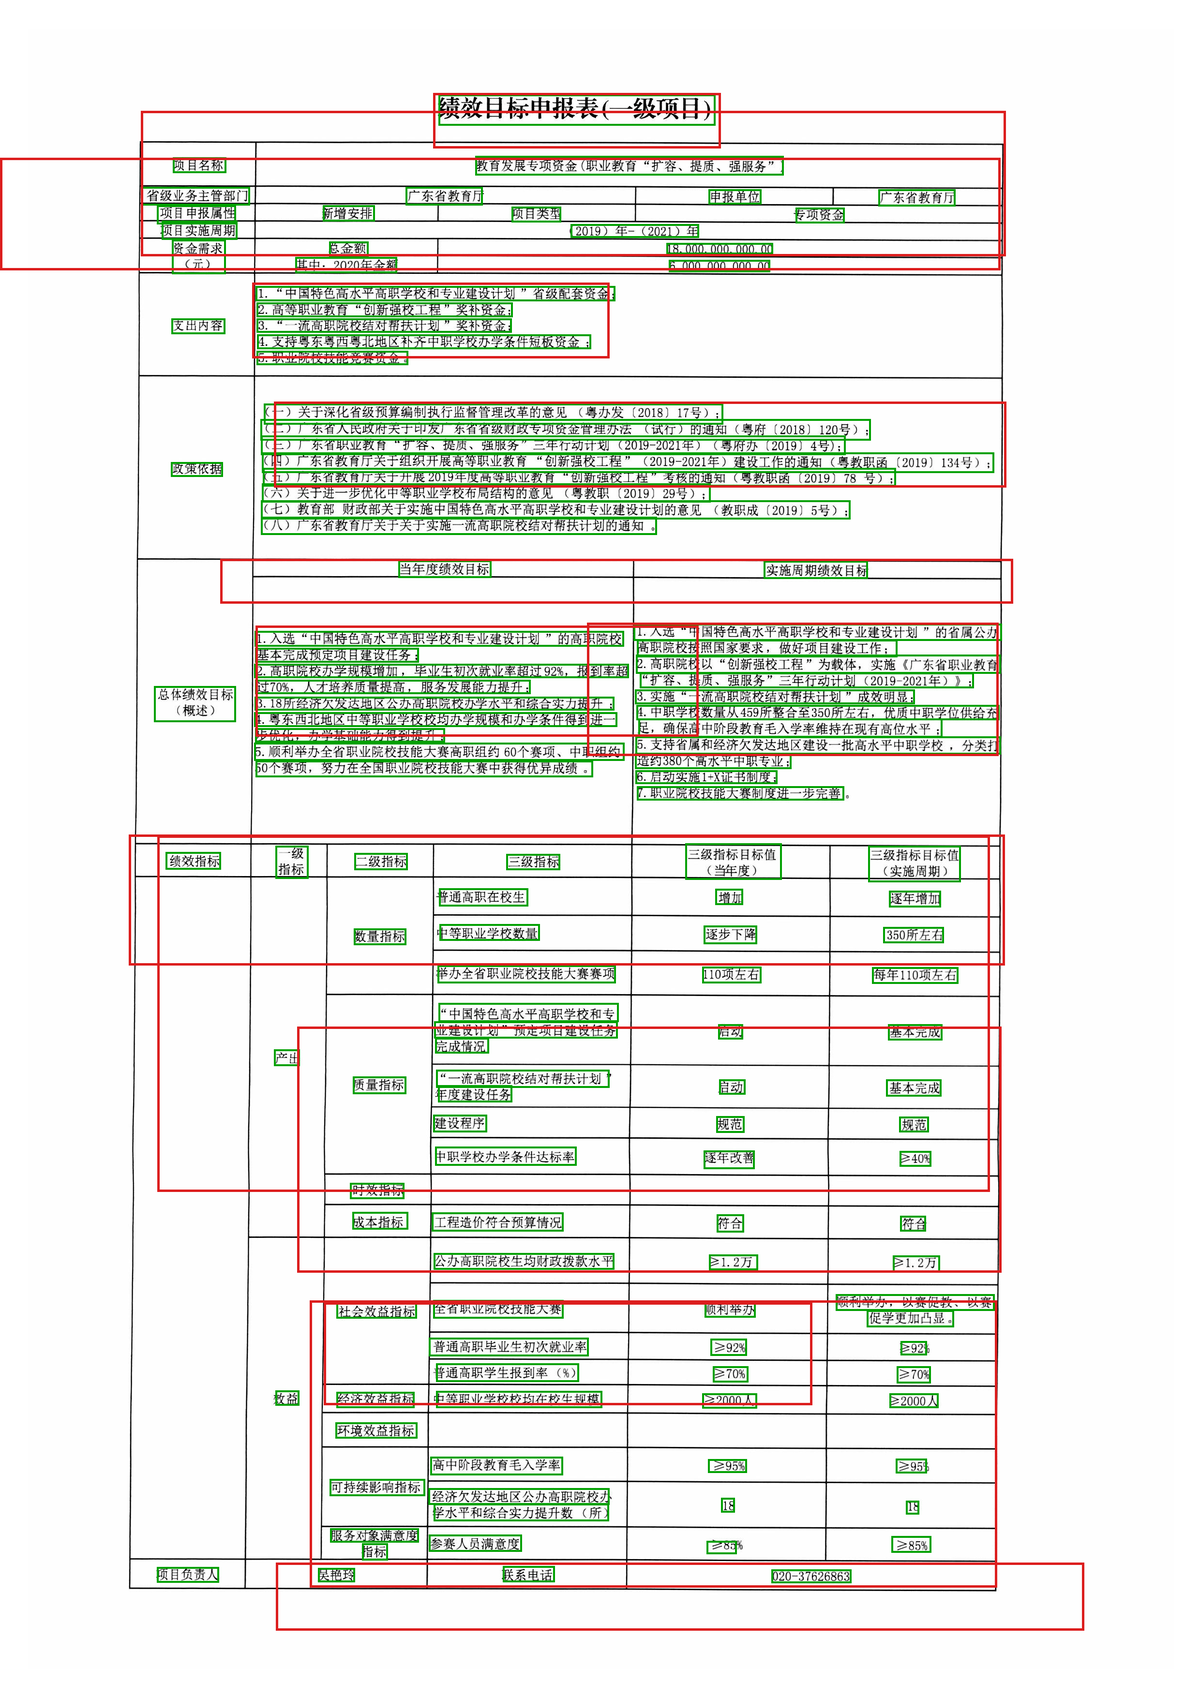 绩效目标申报表(一级项目)
项目名称 教育发展专项资金(职业教育“扩容、提质、强服务”
省级业务主管部门 广东省教育厅 申报单位 广东省教育厅
项目申报属性 新增安排 项目类型 专项资金
项目实施周期 （2019）年-（2021）年
资金需求（元） 总金额 18,000,000,000.00
其中：2020年金额 6,000,000,000.00
支出内容
1.“中国特色高水平高职学校和专业建设计划”省级配套资金;
2.高等职业教育“创新强校工程”奖补资金;
3.“一流高职院校结对帮扶计划”奖补资金;
4.支持粤东粤西粤北地区补齐中职学校办学条件短板资金；
5.职业院校技能竞赛资金。
政策依据
（一）关于深化省级预算编制执行监督管理改革的意见（粤办发〔2018〕17号）；
（二）广东省人民政府关于印发广东省省级财政专项资金管理办法（试行）的通知（粤府〔2018〕120号）；
（三）广东省职业教育“扩容、提质、强服务”三年行动计划（2019-2021年）（粤府办〔2019〕4号）；
（四）广东省教育厅关于组织开展高等职业教育“创新强校工程”（2019-2021年）建设工作的通知（粤教职函〔2019〕134号）；
（五）广东省教育厅关于开展2019年度高等职业教育“创新强校工程”考核的通知（粤教职函〔2019〕78 号）；
（六）关于进一步优化中等职业学校布局结构的意见（粤教职〔2019〕29号）；
（七）教育部 财政部关于实施中国特色高水平高职学校和专业建设计划的意见（教职成〔2019〕5号）；
（八）广东省教育厅关于关于实施一流高职院校结对帮扶计划的通知。
当年度绩效目标 实施周期绩效目标
总体绩效目标
（概述）
1.入选“中国特色高水平高职学校和专业建设计划”的高职院校
基本完成预定项目建设任务；
2.高职院校办学规模增加，毕业生初次就业率超过92%，报到率超
过70%，人才培养质量提高，服务发展能力提升；
3.18所经济欠发达地区公办高职院校办学水平和综合实力提升；
4.粤东西北地区中等职业学校校均办学规模和办学条件得到进一
步优化，办学基础能力得到提升；
5.顺利举办全省职业院校技能大赛高职组约 60个赛项、中职组约
50个赛项，努力在全国职业院校技能大赛中获得优异成绩。
1.入选“中国特色高水平高职学校和专业建设计划”的省属公办
高职院校按照国家要求，做好项目建设工作；
2.高职院校以“创新强校工程”为载体，实施《广东省职业教育
“扩容、提质、强服务”三年行动计划（2019-2021年）》；
3.实施“一流高职院校结对帮扶计划”成效明显；
4.中职学校数量从459所整合至350所左右，优质中职学位供给充
足，确保高中阶段教育毛入学率维持在现有高位水平；
5.支持省属和经济欠发达地区建设一批高水平中职学校，分类打
造约380个高水平中职专业；
6.启动实施1+X证书制度；
7.职业院校技能大赛制度进一步完善。
绩效指标 一级指标 二级指标 三级指标 三级指标目标值（当年度） 三级指标目标值（实施周期）
普通高职在校生 增加 逐年增加
数量指标 中等职业学校数量 逐步下降 350所左右
举办全省职业院校技能大赛赛项 110项左右 每年110项左右
“中国特色高水平高职学校和专
业建设计划”预定项目建设任务 启动 基本完成
完成情况
产出
质量指标 “一流高职院校结对帮扶计划”
年度建设任务 启动 基本完成
建设程序 规范 规范
中职学校办学条件达标率 逐年改善 ≥40%
时效指标
成本指标 工程造价符合预算情况 符合 符合
公办高职院校生均财政拨款水平 ≥1.2万 ≥1.2万
社会效益指标 全省职业院校技能大赛 顺利举办 顺利举办，以赛促教、以赛
促学更加凸显。
普通高职毕业生初次就业率 ≥92% ≥92%
普通高职学生报到率（%） ≥70% ≥70%
效益 经济效益指标 中等职业学校校均在校生规模 ≥2000人 ≥2000人
环境效益指标
高中阶段教育毛入学率 ≥95% ≥95%
可持续影响指标 经济欠发达地区公办高职院校办
学水平和综合实力提升数（所） 18 18
服务对象满意度
指标 参赛人员满意度 ≥85% ≥85%
项目负责人 吴艳玲 联系电话 020-37626863